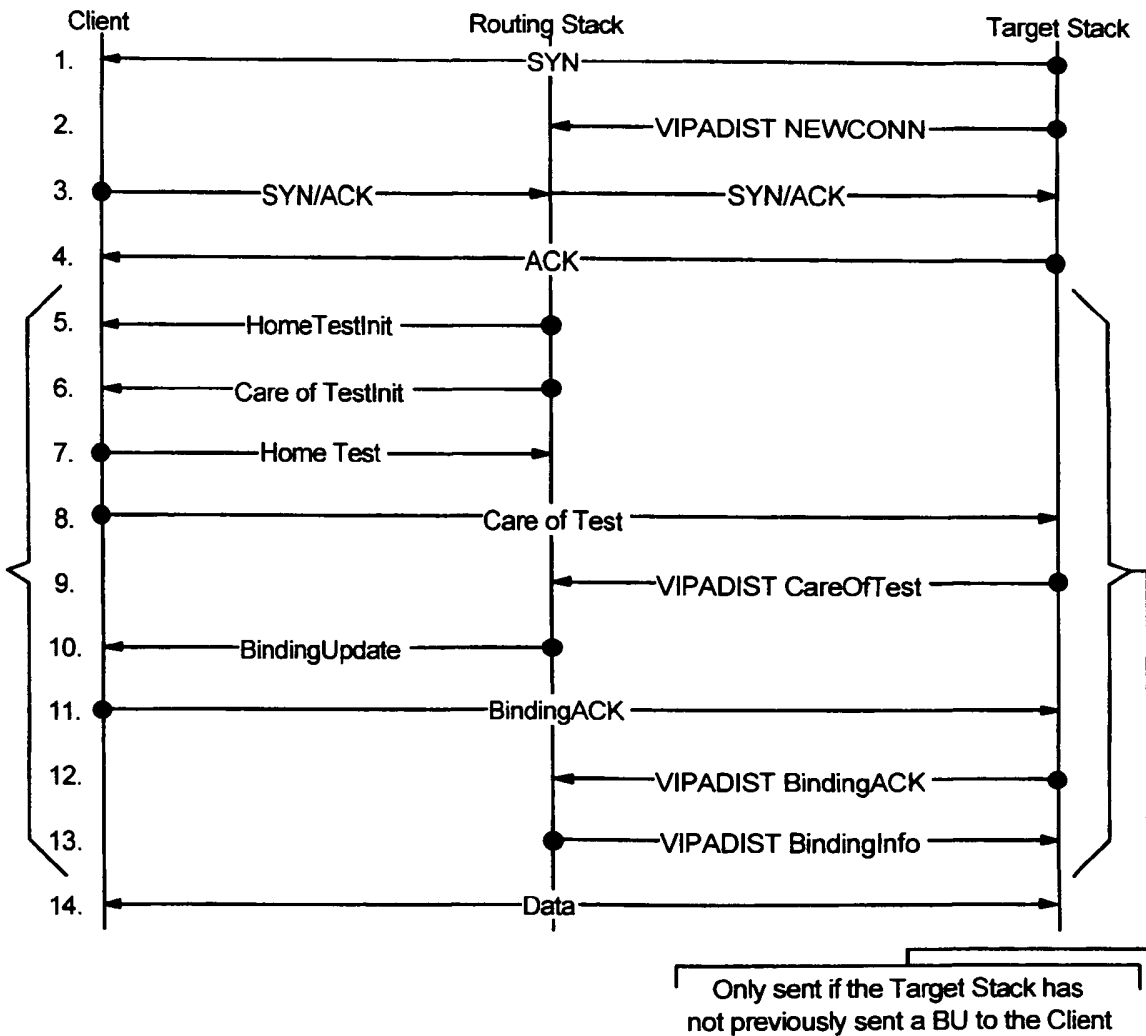 Client Routing Stack Target Stack
1. SYN
2. VIPADIST NEWCONN
3. SYN/ACK SYN/ACK
4. ACK
5. HomeTestInit
6. Care of TestInit
7. Home Test
8. Care of Test
9. VIPADIST CareOfTest
10. BindingUpdate
11. BindingACK
12. VIPADIST BindingACK
13. VIPADIST BindingInfo
14. Data
Only sent if the Target Stack has
not previously sent a BU to the Client